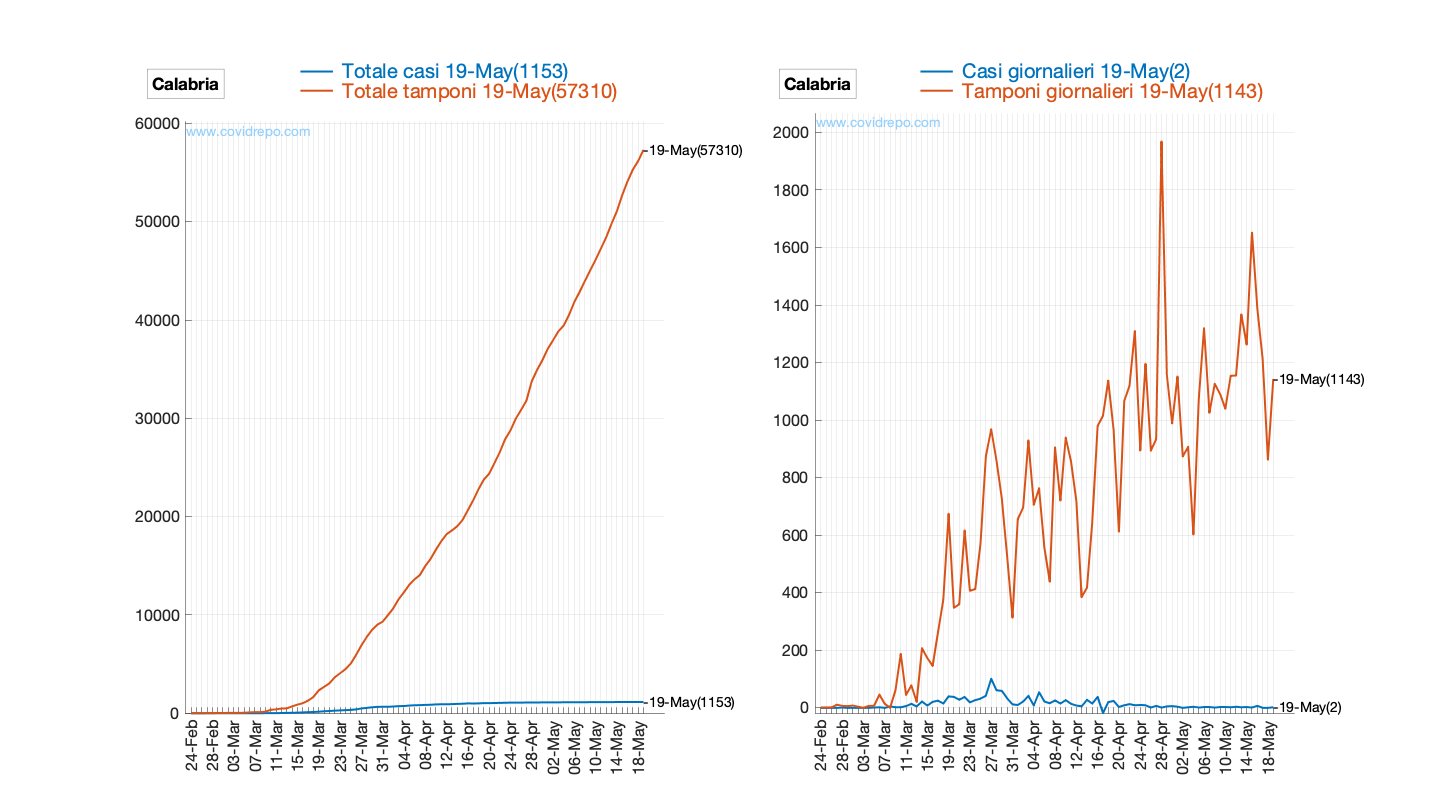 Calabria
Totale casi 19-May(1153)
Totale tamponi 19-May(57310)
www.covidrepo.com
60000
50000
40000
30000
20000
10000
0
19-May(57310)
19-May(1153)
24-Feb
28-Feb
03-Mar
07-Mar
11-Mar
15-Mar
19-Mar
23-Mar
27-Mar
31-Mar
04-Apr
08-Apr
12-Apr
16-Apr
20-Apr
24-Apr
28-Apr
02-May
06-May
10-May
14-May
18-May
Calabria
Casi giornalieri 19-May(2)
Tamponi giornalieri 19-May(1143)
www.covidrepo.com
2000
1800
1600
1400
1200
1000
800
600
400
200
0
19-May(1143)
19-May(2)
24-Feb
28-Feb
03-Mar
07-Mar
11-Mar
15-Mar
19-Mar
23-Mar
27-Mar
31-Mar
04-Apr
08-Apr
12-Apr
16-Apr
20-Apr
24-Apr
28-Apr
02-May
06-May
10-May
14-May
18-May